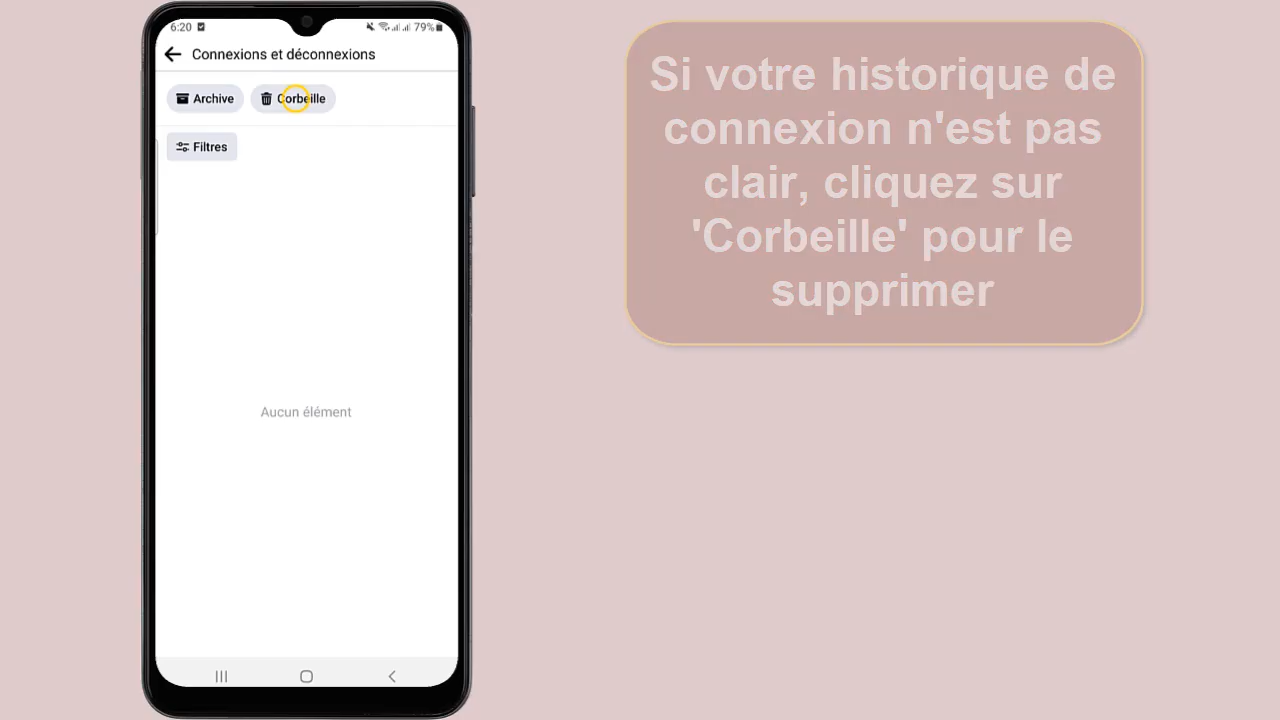 6:20
79%
Connexions et déconnexions
Archive
Corbeille
Filtres
Aucun élément
Si votre historique de
connexion n'est pas
clair, cliquez sur
'Corbeille' pour le
supprimer